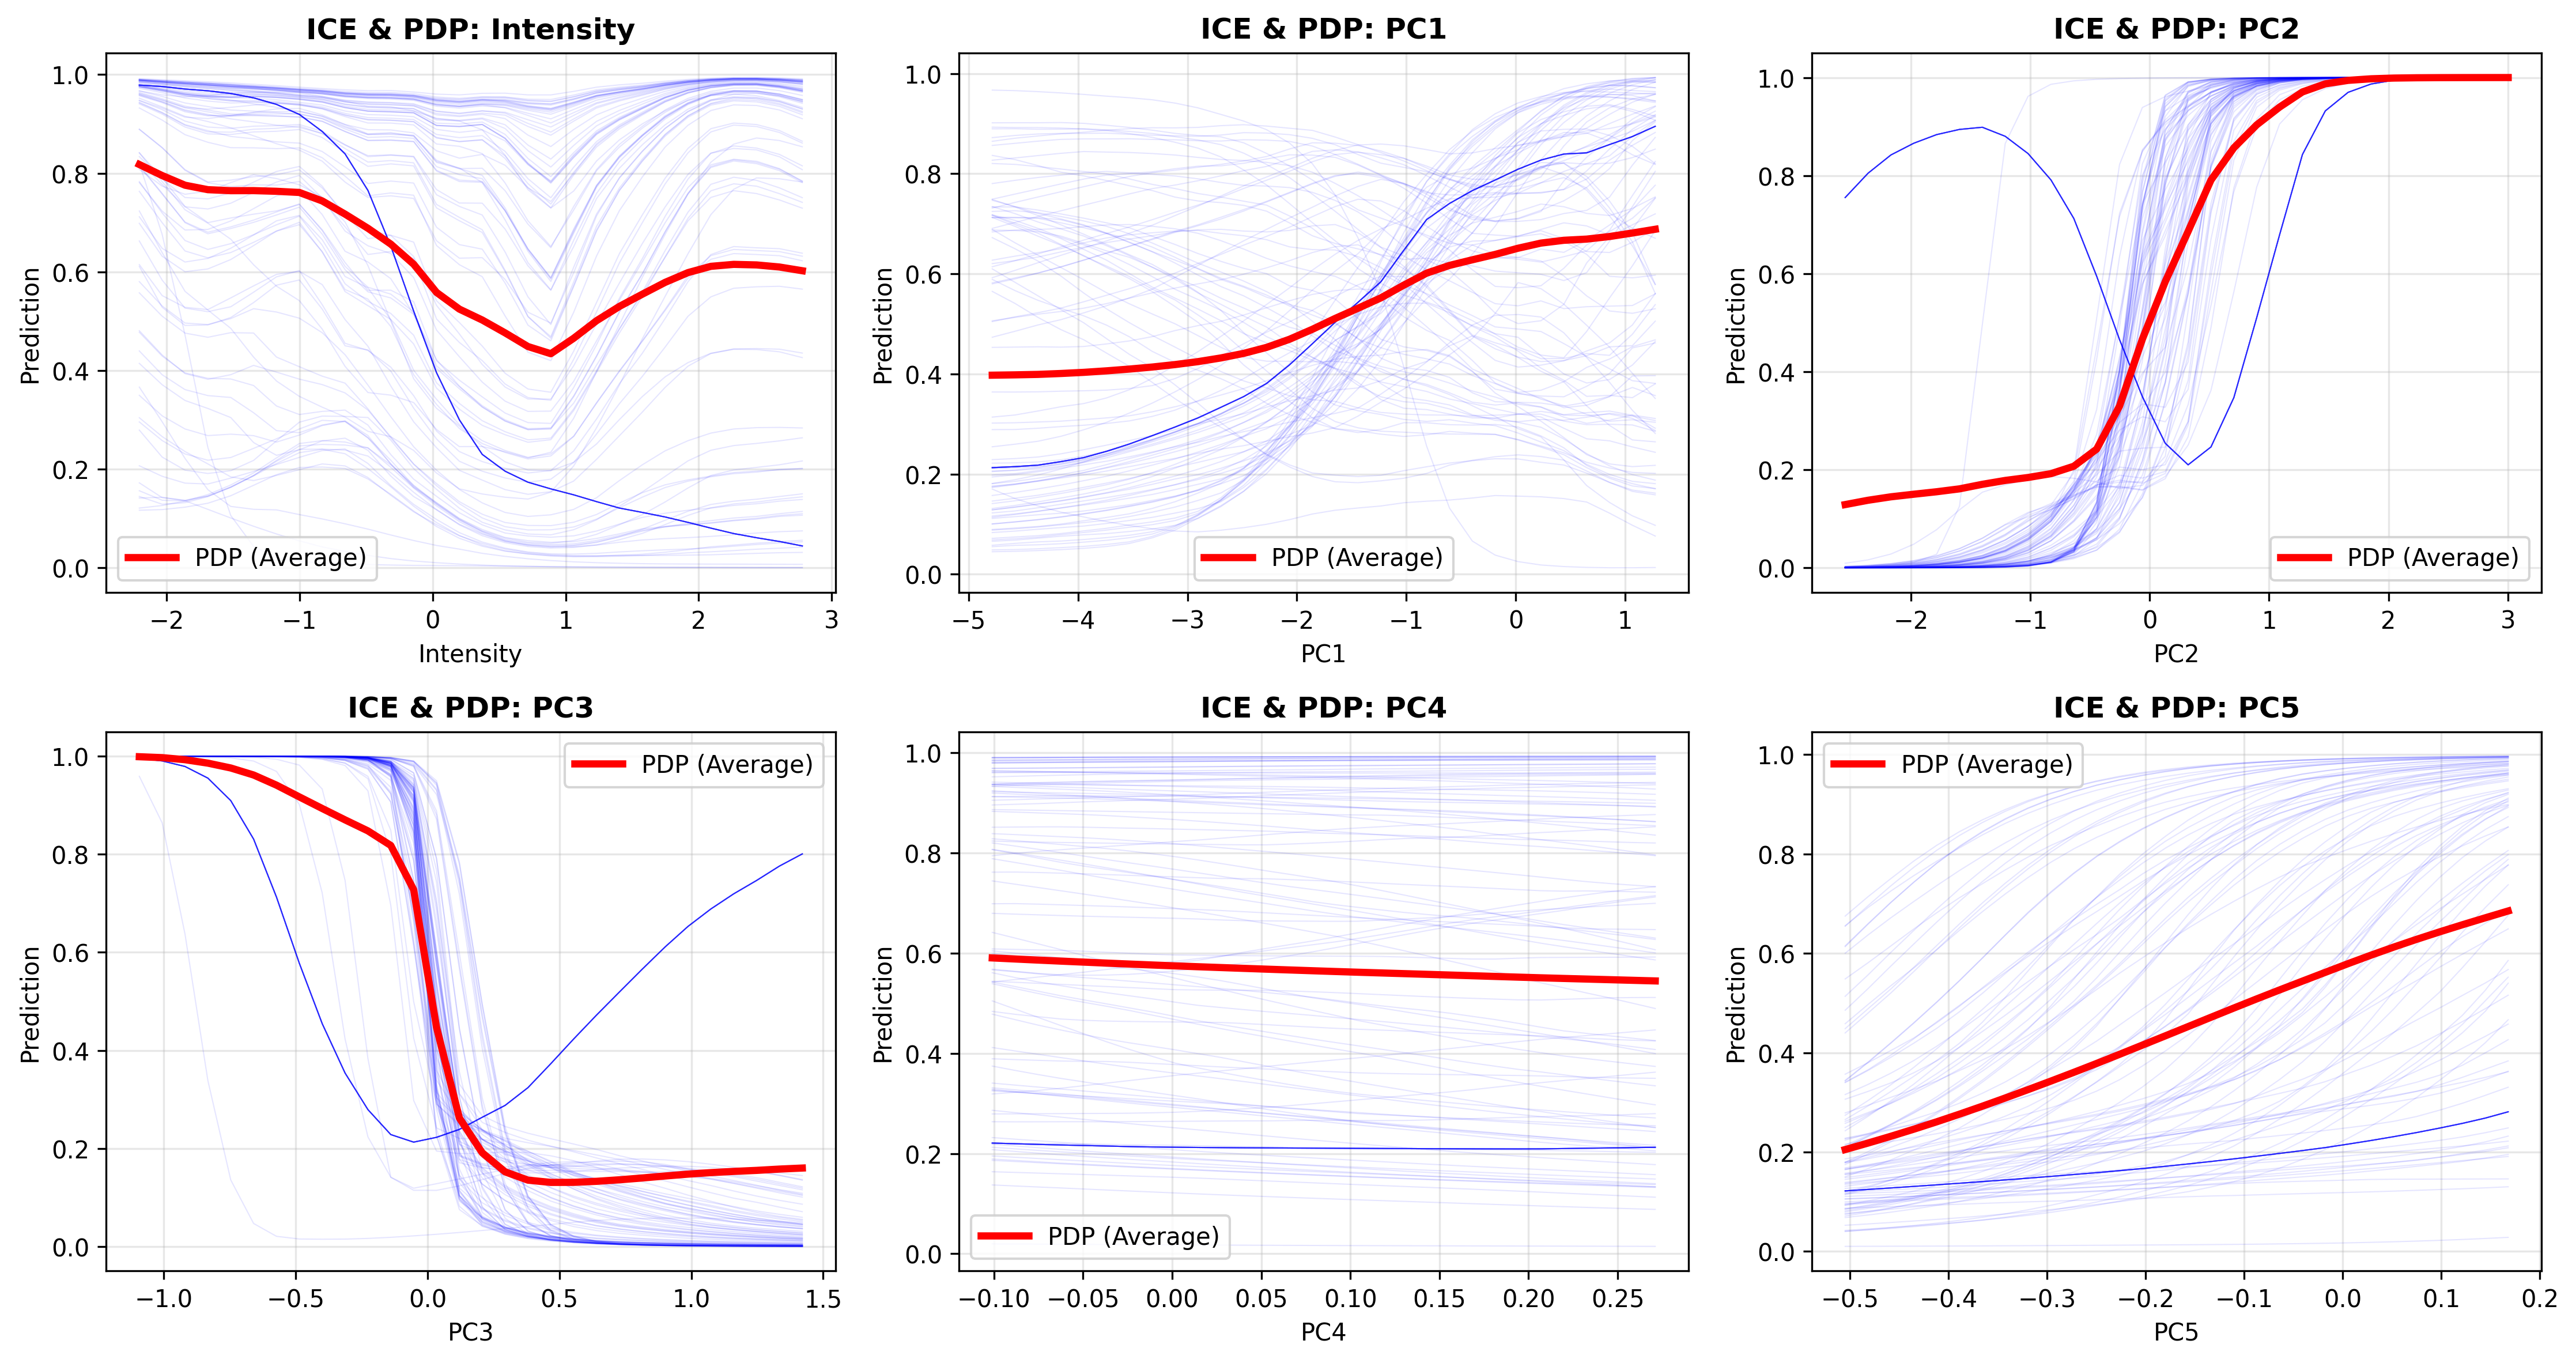 ICE & PDP: Intensity
1.0
0.8
0.6
0.4
0.2
0.0
Prediction
PDP (Average)
−2 −1 0 1 2 3
Intensity
ICE & PDP: PC1
1.0
0.8
0.6
0.4
0.2
0.0
Prediction
PDP (Average)
−5 −4 −3 −2 −1 0 1
PC1
ICE & PDP: PC2
1.0
0.8
0.6
0.4
0.2
0.0
Prediction
PDP (Average)
−2 −1 0 1 2 3
PC2
ICE & PDP: PC3
PDP (Average)
1.0
0.8
0.6
0.4
0.2
0.0
Prediction
−1.0 −0.5 0.0 0.5 1.0 1.5
PC3
ICE & PDP: PC4
1.0
0.8
0.6
0.4
0.2
0.0
Prediction
PDP (Average)
−0.10 −0.05 0.00 0.05 0.10 0.15 0.20 0.25
PC4
ICE & PDP: PC5
PDP (Average)
1.0
0.8
0.6
0.4
0.2
0.0
Prediction
−0.5 −0.4 −0.3 −0.2 −0.1 0.0 0.1 0.2
PC5